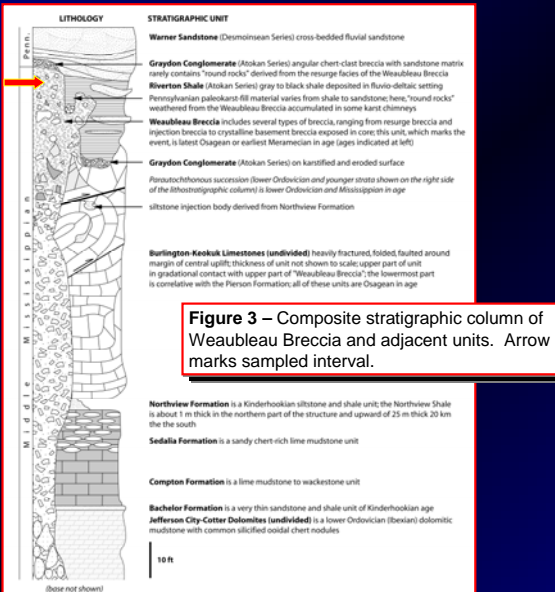 LITHOLOGY
STRATIGRAPHIC UNIT
Penn.
Middle Mississippian
Warner Sandstone (Desmoinsean Series) cross-bedded fluvial sandstone
Graydon Conglomerate (Atokan Series) angular chert-clast breccia with sandstone matrix
rarely contains "round rocks" derived from the resurge facies of the Weaubleau Breccia
Riverton Shale (Atokan Series) gray to black shale deposited in fluvio-deltaic setting
Pennsylvanian paleokarst-fill material varies from shale to sandstone; here, "round rocks"
weathered from the Weaubleau Breccia accumulated in some karst chimneys
Weaubleau Breccia includes several types of breccia, ranging from resurge breccia and
injection breccia to crystalline basement breccia exposed in core; this unit, which marks the
event, is latest Osagean or earliest Meramecian in age (ages indicated at left)
Graydon Conglomerate (Atokan Series) on karstified and eroded surface
Parautochthonous succession (lower Ordovician and younger strata shown on the right side
of the lithostratigraphic column) is lower Ordovician and Mississippian in age
siltstone injection body derived from Northview Formation
Burlington-Keokuk Limestones (undivided) heavily fractured, folded, faulted around
margin of central uplift; thickness of unit not shown to scale; upper part of unit
in gradational contact with upper part of "Weaubleau Breccia"; the lowermost part
is correlative with the Pierson Formation; all of these units are Osagean in age
Figure 3 – Composite stratigraphic column of
Weaubleau Breccia and adjacent units. Arrow
marks sampled interval.
Northview Formation is a Kinderhookian siltstone and shale unit; the Northview Shale
is about 1 m thick in the northern part of the structure and upward of 25 m thick 20 km
the the south
Sedalia Formation is a sandy chert-rich lime mudstone unit
Compton Formation is a lime mudstone to wackestone unit
Bachelor Formation is a very thin sandstone and shale unit of Kinderhookian age
Jefferson City-Cotter Dolomites (undivided) is a lower Ordovician (Ibexian) dolomitic
mudstone with common silicified ooidal chert nodules
10 ft
(base not shown)